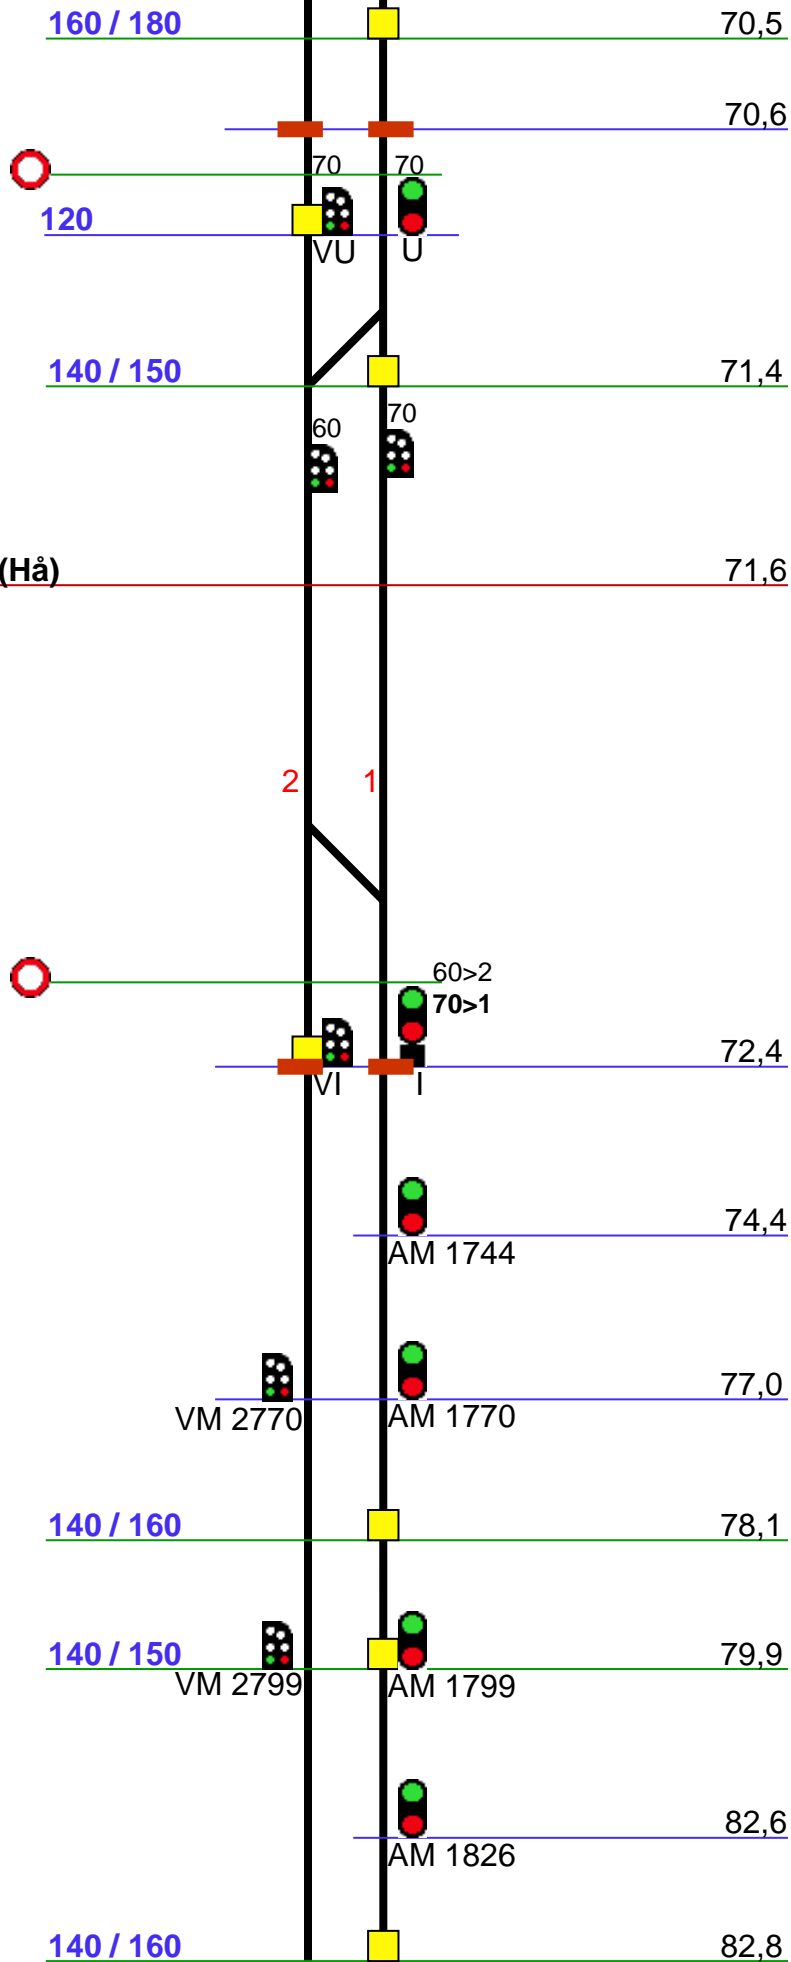 160 / 180 70,5
70,6
70 70
120
VU U
140 / 150 71,4
60 70
(Hå) 71,6
2 1
60>2
70>1
72,4
VI I
74,4
AM 1744
77,0
VM 2770 AM 1770
140 / 160 78,1
140 / 150 79,9
VM 2799 AM 1799
82,6
AM 1826
140 / 160 82,8